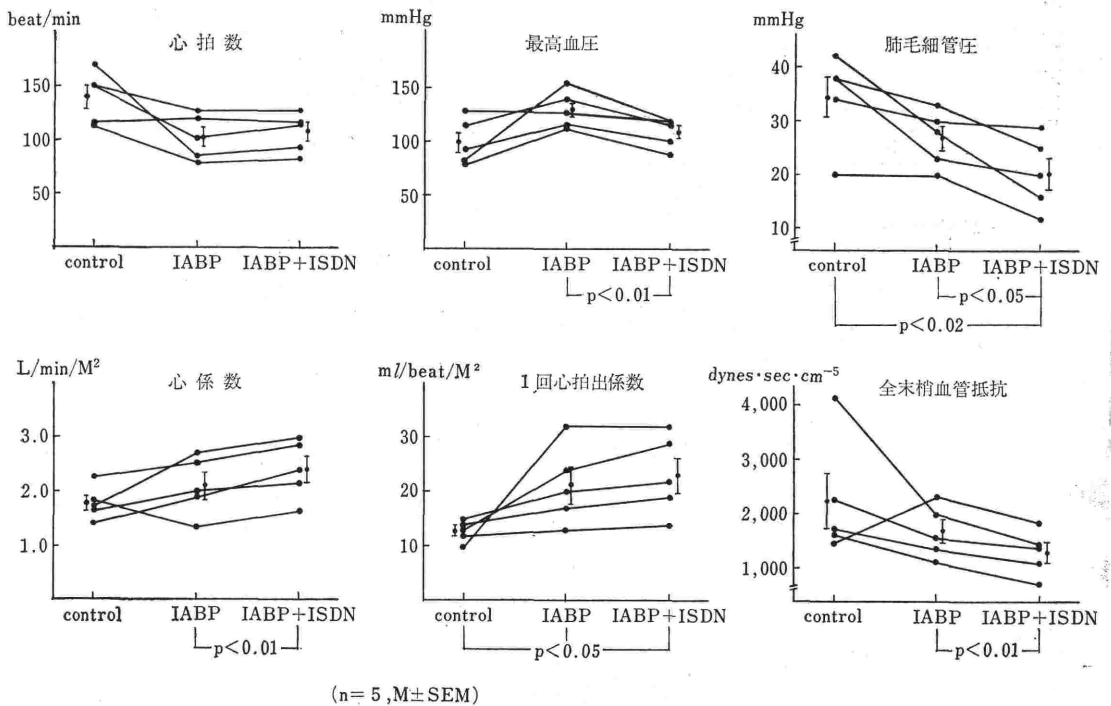 beat/min
心拍数
150
100
50
control IABP IABP+ISDN
mmHg
最高血圧
150
100
50
control IABP IABP+ISDN
p<0.01
mmHg
肺毛細管圧
40
30
20
10
control IABP IABP+ISDN
p<0.05
p<0.02
L/min/M²
心係数
3.0
2.0
1.0
control IABP IABP+ISDN
p<0.01
ml/beat/M²
1回心拍出係数
30
20
10
control IABP IABP+ISDN
p<0.05
dynes·sec·cm⁻⁵
全末梢血管抵抗
4,000
3,000
2,000
1,000
control IABP IABP+ISDN
p<0.01
(n=5,M±SEM)